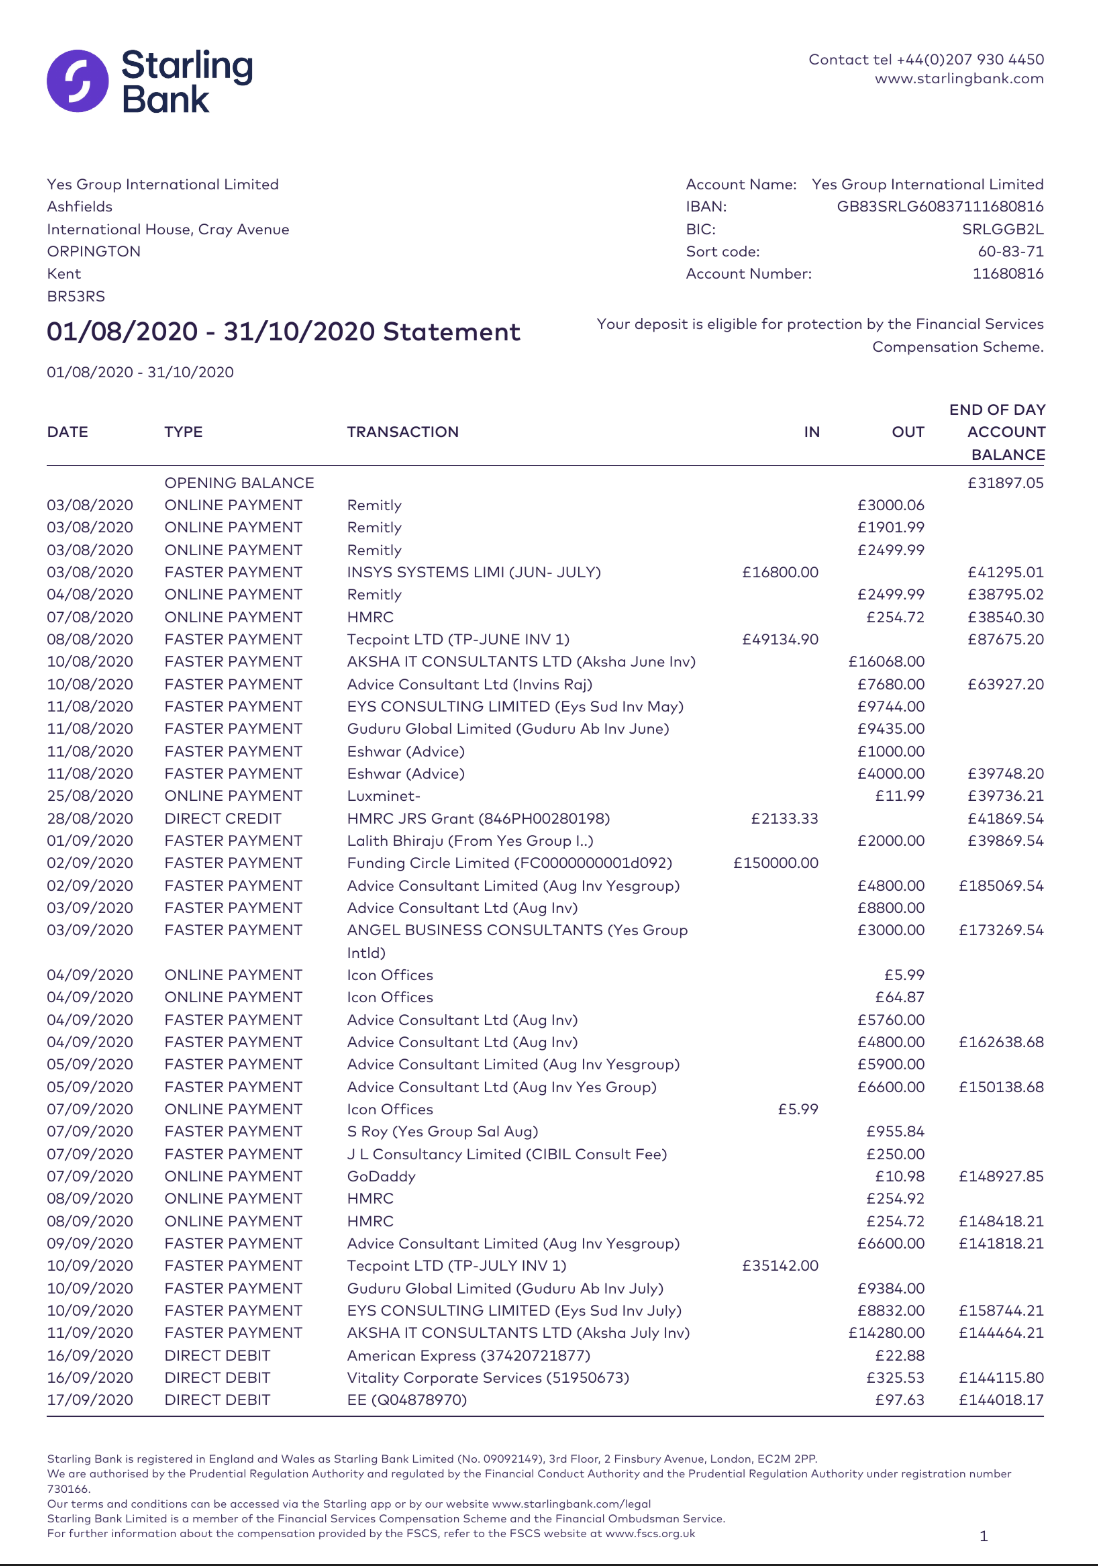 Starling
Bank
Contact tel +44(0)207 930 4450
www.starlingbank.com
Yes Group International Limited
Ashfields
International House, Cray Avenue
ORPINGTON
Kent
BR53RS
Account Name: Yes Group International Limited
IBAN: GB83SRLG60837111680816
BIC: SRLGGB2L
Sort code: 60-83-71
Account Number: 11680816
01/08/2020 - 31/10/2020 Statement
Your deposit is eligible for protection by the Financial Services
Compensation Scheme.
01/08/2020 - 31/10/2020
DATE TYPE TRANSACTION IN OUT END OF DAY ACCOUNT BALANCE
OPENING BALANCE £31897.05
03/08/2020 ONLINE PAYMENT Remitly £3000.06
03/08/2020 ONLINE PAYMENT Remitly £1901.99
03/08/2020 ONLINE PAYMENT Remitly £2499.99
03/08/2020 FASTER PAYMENT INSYS SYSTEMS LIMI (JUN- JULY) £16800.00 £41295.01
04/08/2020 ONLINE PAYMENT Remitly £2499.99 £38795.02
07/08/2020 ONLINE PAYMENT HMRC £254.72 £38540.30
08/08/2020 FASTER PAYMENT Tecpoint LTD (TP-JUNE INV 1) £49134.90 £87675.20
10/08/2020 FASTER PAYMENT AKSHA IT CONSULTANTS LTD (Aksha June Inv) £16068.00
10/08/2020 FASTER PAYMENT Advice Consultant Ltd (Invins Raj) £7680.00 £63927.20
11/08/2020 FASTER PAYMENT EYS CONSULTING LIMITED (Eys Sud Inv May) £9744.00
11/08/2020 FASTER PAYMENT Guduru Global Limited (Guduru Ab Inv June) £9435.00
11/08/2020 FASTER PAYMENT Eshwar (Advice) £1000.00
11/08/2020 FASTER PAYMENT Eshwar (Advice) £4000.00 £39748.20
25/08/2020 ONLINE PAYMENT Luxminet- £11.99 £39736.21
28/08/2020 DIRECT CREDIT HMRC JRS Grant (846PH00280198) £2133.33 £41869.54
01/09/2020 FASTER PAYMENT Lalith Bhiraju (From Yes Group I..) £2000.00 £39869.54
02/09/2020 FASTER PAYMENT Funding Circle Limited (FC0000000001d092) £150000.00
02/09/2020 FASTER PAYMENT Advice Consultant Limited (Aug Inv Yesgroup) £4800.00 £185069.54
03/09/2020 FASTER PAYMENT Advice Consultant Ltd (Aug Inv) £8800.00
03/09/2020 FASTER PAYMENT ANGEL BUSINESS CONSULTANTS (Yes Group £3000.00 £173269.54
Intld)
04/09/2020 ONLINE PAYMENT Icon Offices £5.99
04/09/2020 ONLINE PAYMENT Icon Offices £64.87
04/09/2020 FASTER PAYMENT Advice Consultant Ltd (Aug Inv) £5760.00
04/09/2020 FASTER PAYMENT Advice Consultant Ltd (Aug Inv) £4800.00 £162638.68
05/09/2020 FASTER PAYMENT Advice Consultant Limited (Aug Inv Yesgroup) £5900.00
05/09/2020 FASTER PAYMENT Advice Consultant Ltd (Aug Inv Yes Group) £6600.00 £150138.68
07/09/2020 ONLINE PAYMENT Icon Offices £5.99
07/09/2020 FASTER PAYMENT S Roy (Yes Group Sal Aug) £955.84
07/09/2020 FASTER PAYMENT J L Consultancy Limited (CIBIL Consult Fee) £250.00
07/09/2020 ONLINE PAYMENT GoDaddy £10.98 £148927.85
08/09/2020 ONLINE PAYMENT HMRC £254.92
08/09/2020 ONLINE PAYMENT HMRC £254.72 £148418.21
09/09/2020 FASTER PAYMENT Advice Consultant Limited (Aug Inv Yesgroup) £6600.00 £141818.21
10/09/2020 FASTER PAYMENT Tecpoint LTD (TP-JULY INV 1) £35142.00
10/09/2020 FASTER PAYMENT Guduru Global Limited (Guduru Ab Inv July) £9384.00
10/09/2020 FASTER PAYMENT EYS CONSULTING LIMITED (Eys Sud Inv July) £8832.00 £158744.21
11/09/2020 FASTER PAYMENT AKSHA IT CONSULTANTS LTD (Aksha July Inv) £14280.00 £144464.21
16/09/2020 DIRECT DEBIT American Express (37420721877) £22.88
16/09/2020 DIRECT DEBIT Vitality Corporate Services (51950673) £325.53 £144115.80
17/09/2020 DIRECT DEBIT EE (Q04878970) £97.63 £144018.17
Starling Bank is registered in England and Wales as Starling Bank Limited (No. 09092149), 3rd Floor, 2 Finsbury Avenue, London, EC2M 2PP.
We are authorised by the Prudential Regulation Authority and regulated by the Financial Conduct Authority and the Prudential Regulation Authority under registration number
730166.
Our terms and conditions can be accessed via the Starling app or by our website www.starlingbank.com/legal
Starling Bank Limited is a member of the Financial Services Compensation Scheme and the Financial Ombudsman Service.
For further information about the compensation provided by the FSCS, refer to the FSCS website at www.fscs.org.uk
1